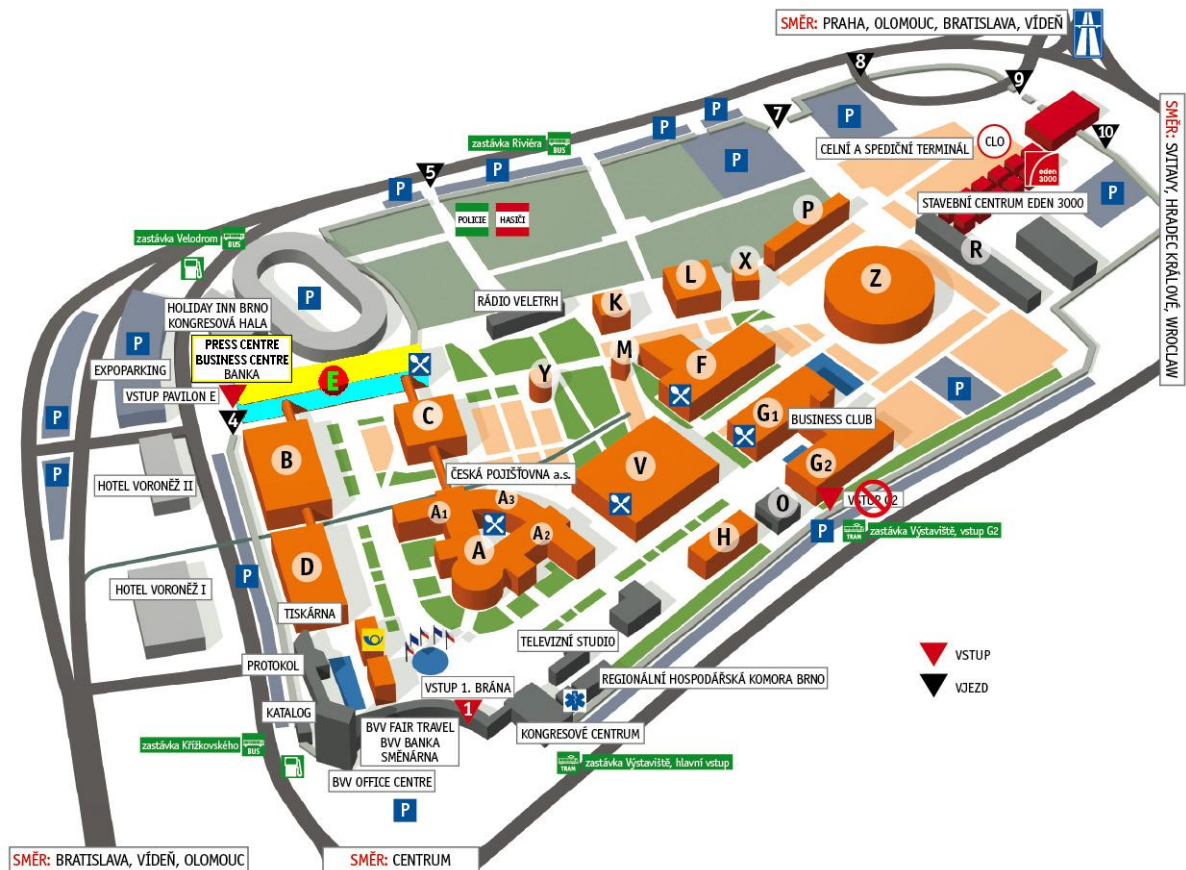 SMĚR: PRAHA, OLOMOUC, BRATISLAVA, VÍDEŇ
8
9
7
10
P
P
P
P
P
CELNÍ A SPEDIČNÍ TERMINÁL
CLO
eden
3000
STAVEBNÍ CENTRUM EDEN 3000
P
SMĚR: SVITAVY, HRADEC KRÁLOVÉ, WROCLAW
zastávka Riviéra BUS
5
P
P
POLICIE
HASIČI
zastávka Velodrom BUS
P
P
X
L
Z
R
K
RÁDIO VELETRH
HOLIDAY INN BRNO
KONGRESOVÁ HALA
PRESS CENTRE
BUSINESS CENTRE
BANKA
P
EXPOPARKING
VSTUP PAVILON E
4
E
M
F
Y
P
P
C
G1
BUSINESS CLUB
B
V
G2
P
HOTEL VORONĚŽ II
ČESKÁ POJIŠŤOVNA a.s.
A3
A1
A2
A
O
VSTUP G2
P
TRAM zastávka Výstaviště, vstup G2
H
D
P
HOTEL VORONĚŽ I
TISKÁRNA
TELEVIZNÍ STUDIO
PROTOKOL
REGIONÁLNÍ HOSPODÁŘSKÁ KOMORA BRNO
VSTUP
VJEZD
VSTUP 1. BRÁNA
1
KATALOG
BVV FAIR TRAVEL
BVV BANKA
SMĚNÁRNA
KONGRESOVÉ CENTRUM
zastávka Křížkovského BUS
TRAM zastávka Výstaviště, hlavní vstup
BVV OFFICE CENTRE
P
SMĚR: BRATISLAVA, VÍDEŇ, OLOMOUC
SMĚR: CENTRUM